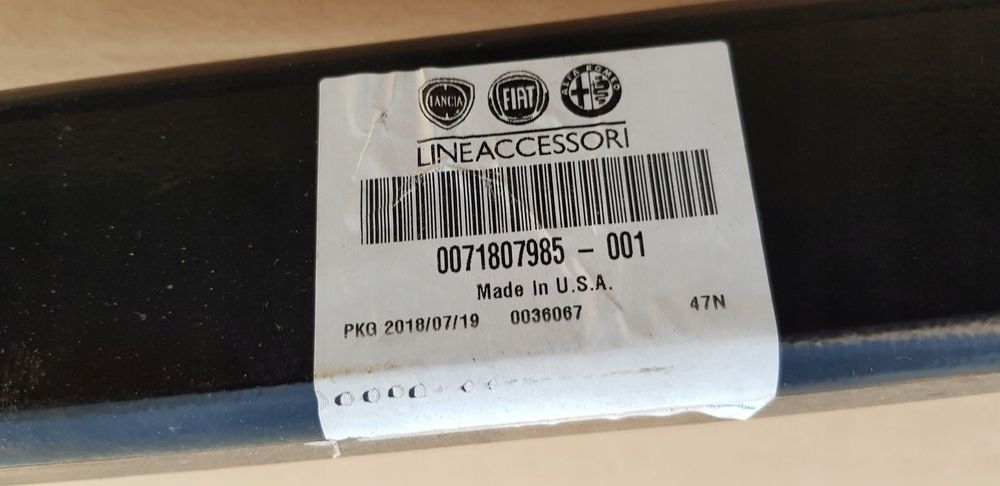 LANCIA FIAT ALFA ROMEO
LINEACCESSORI
0071807985 - 001
Made In U.S.A.
PKG 2018/07/19 0036067 47N